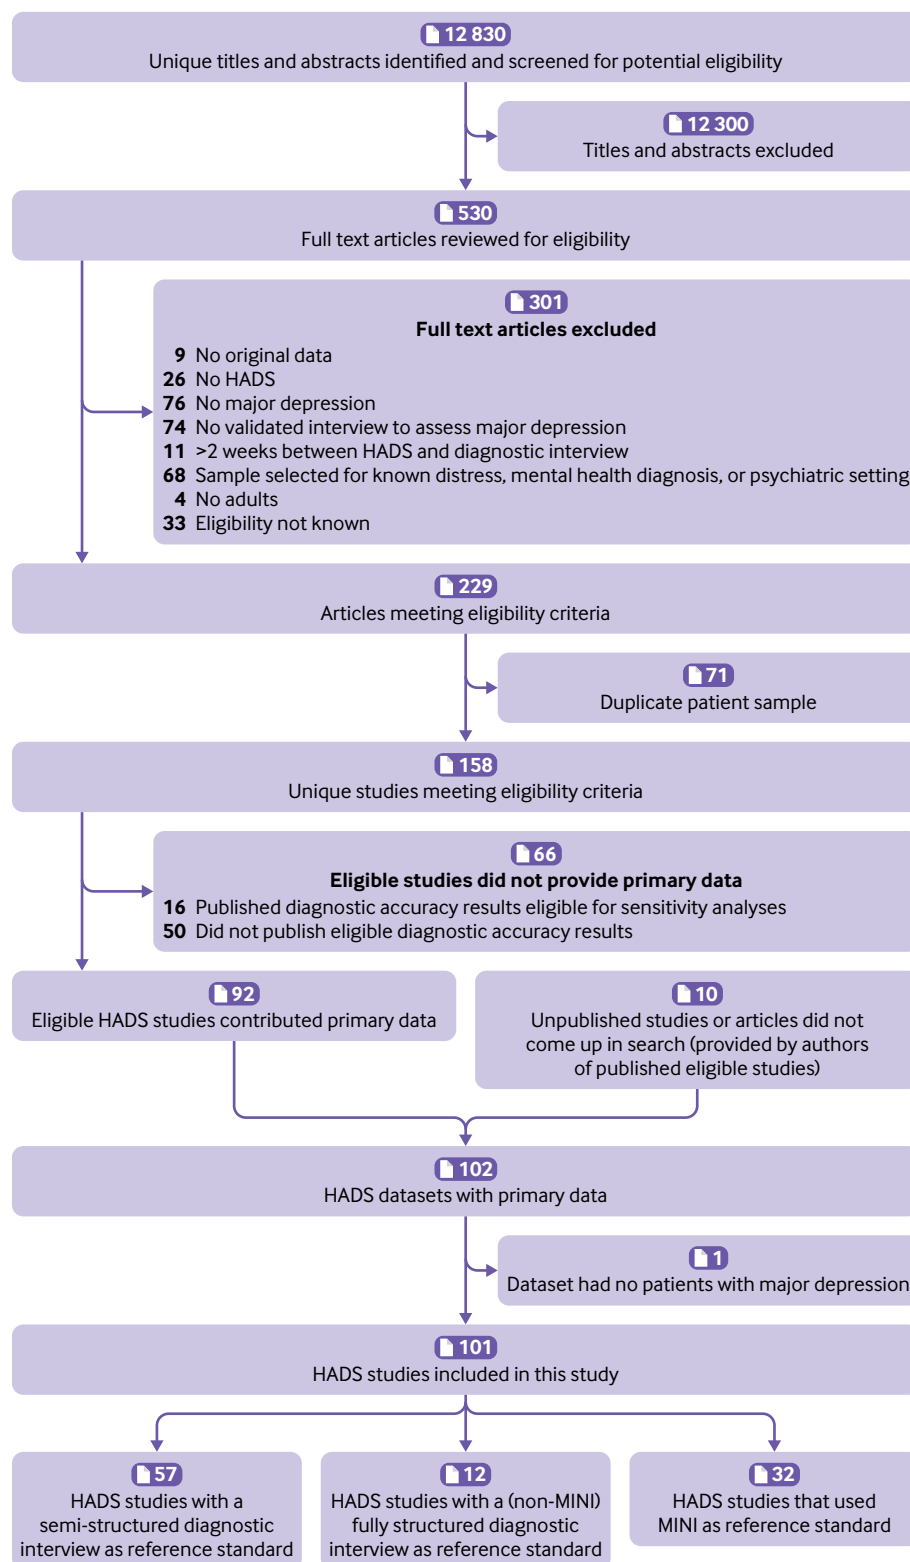 12 830
Unique titles and abstracts identified and screened for potential eligibility
12 300
Titles and abstracts excluded
530
Full text articles reviewed for eligibility
301
Full text articles excluded
9 No original data
26 No HADS
76 No major depression
74 No validated interview to assess major depression
11 >2 weeks between HADS and diagnostic interview
68 Sample selected for known distress, mental health diagnosis, or psychiatric setting
4 No adults
33 Eligibility not known
229
Articles meeting eligibility criteria
71
Duplicate patient sample
158
Unique studies meeting eligibility criteria
66
Eligible studies did not provide primary data
16 Published diagnostic accuracy results eligible for sensitivity analyses
50 Did not publish eligible diagnostic accuracy results
92
Eligible HADS studies contributed primary data
10
Unpublished studies or articles did not
come up in search (provided by authors
of published eligible studies)
102
HADS datasets with primary data
1
Dataset had no patients with major depression
101
HADS studies included in this study
57
HADS studies with a
semi-structured diagnostic
interview as reference standard
12
HADS studies with a (non-MINI)
fully structured diagnostic
interview as reference standard
32
HADS studies that used
MINI as reference standard